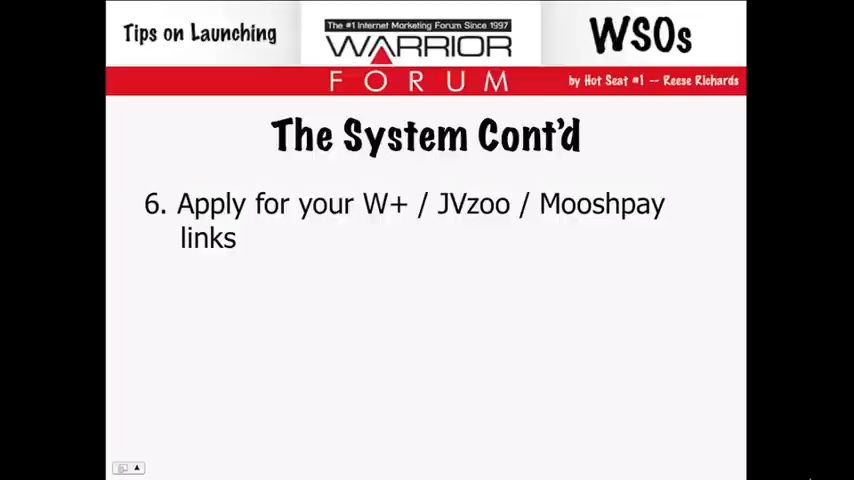 Tips on Launching
The #1 Internet Marketing Forum Since 1997
WARRIOR
FORUM
WSOs
by Hot Seat #1 -- Reese Richards
The System Cont'd
6. Apply for your W+ / JVzoo / Mooshpay
links